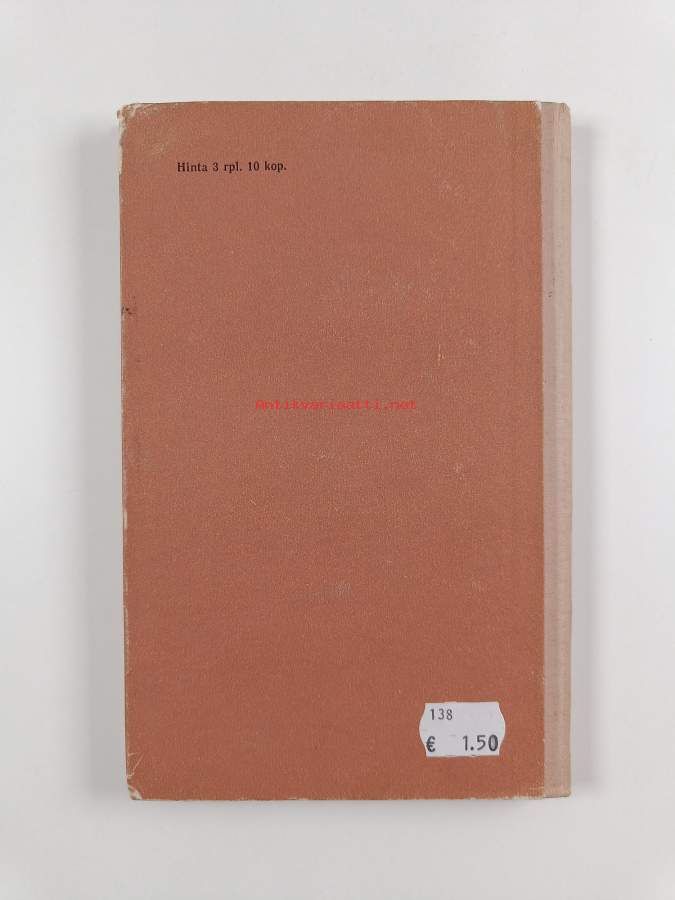 Hinta 3 rpl. 10 kop.
Antikvariaatti.net
138
€ 1.50